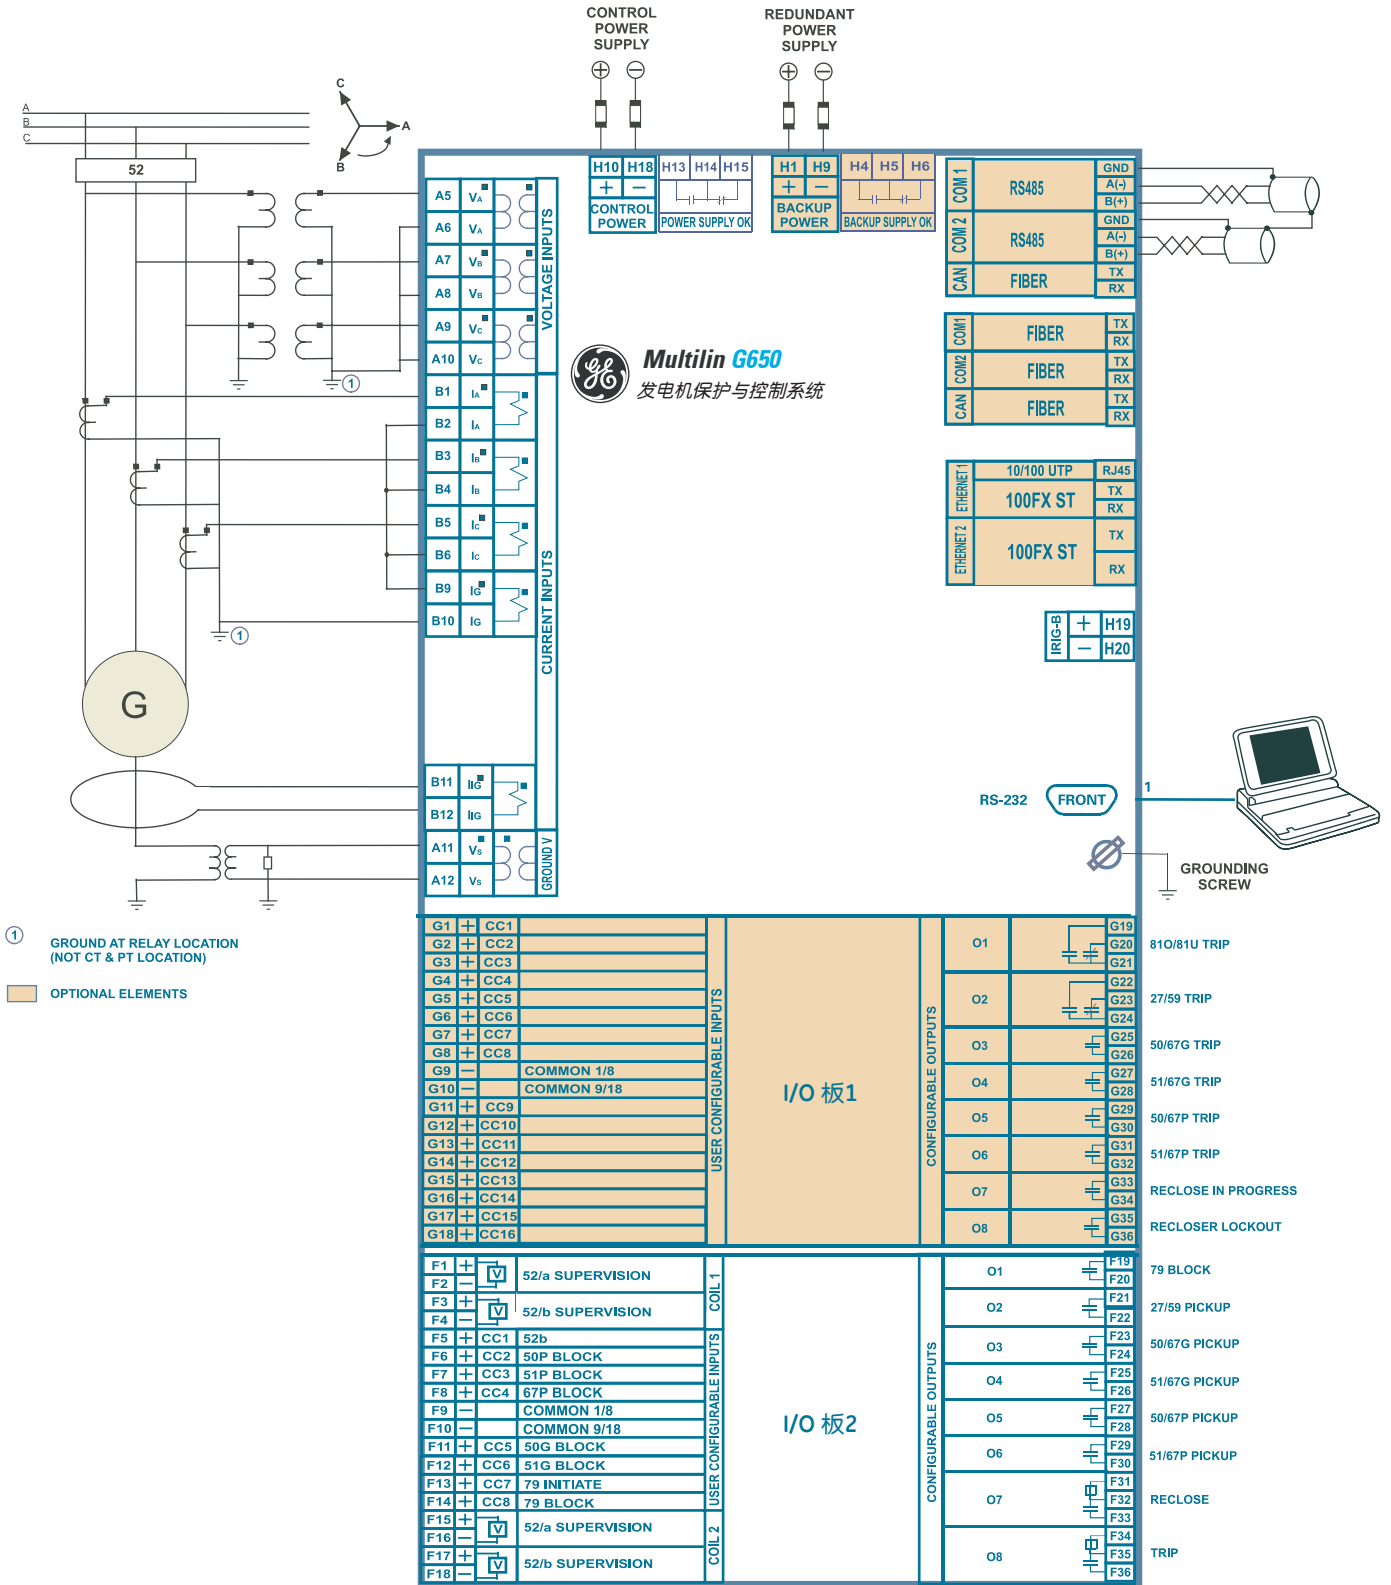 CONTROL
POWER
SUPPLY
REDUNDANT
POWER
SUPPLY
C
A
B
A
B
C
52
H10 H18 H13 H14 H15
CONTROL
POWER
POWER SUPPLY OK
H1 H9 H4 H5 H6
BACKUP
POWER
BACKUP SUPPLY OK
A5 VA
A6 VA
A7 VB
A8 VB
A9 VC
A10 VC
VOLTAGE INPUTS
B1 IA
B2 IA
B3 IB
B4 IB
B5 IC
B6 IC
B9 IG
B10 IG
CURRENT INPUTS
B11 IIG
B12 IIG
A11 VS
A12 VS
GROUND V
1
1
G
Multilin G650
发电机保护与控制系统
COM 1 RS485 GND
A(-)
B(+)
COM 2 RS485 GND
A(-)
B(+)
CAN FIBER TX
RX
COM1 FIBER TX
RX
COM2 FIBER TX
RX
CAN FIBER TX
RX
ETHERNET 1 10/100 UTP RJ45
100FX ST TX
RX
ETHERNET 2 100FX ST TX
RX
IRIG-B + H19
− H20
RS-232 FRONT 1
GROUNDING
SCREW
1 GROUND AT RELAY LOCATION
(NOT CT & PT LOCATION)
OPTIONAL ELEMENTS
G1 + CC1
G2 + CC2
G3 + CC3
G4 + CC4
G5 + CC5
G6 + CC6
G7 + CC7
G8 + CC8
G9 − COMMON 1/8
G10 − COMMON 9/18
G11 + CC9
G12 + CC10
G13 + CC11
G14 + CC12
G15 + CC13
G16 + CC14
G17 + CC15
G18 + CC16
USER CONFIGURABLE INPUTS
I/O 板1
CONFIGURABLE OUTPUTS
O1 G19
G20 81O/81U TRIP
G21
O2 G22
G23 27/59 TRIP
G24
O3 G25 50/67G TRIP
G26
O4 G27 51/67G TRIP
G28
O5 G29 50/67P TRIP
G30
O6 G31 51/67P TRIP
G32
O7 G33 RECLOSE IN PROGRESS
G34
O8 G35 RECLOSER LOCKOUT
G36
F1 + V 52/a SUPERVISION
F2 −
F3 + V 52/b SUPERVISION
F4 −
COIL 1
F5 + CC1 52b
F6 + CC2 50P BLOCK
F7 + CC3 51P BLOCK
F8 + CC4 67P BLOCK
F9 − COMMON 1/8
F10 − COMMON 9/18
F11 + CC5 50G BLOCK
F12 + CC6 51G BLOCK
F13 + CC7 79 INITIATE
F14 + CC8 79 BLOCK
USER CONFIGURABLE INPUTS
F15 + V 52/a SUPERVISION
F16 −
F17 + V 52/b SUPERVISION
F18 −
COIL 2
I/O 板2
CONFIGURABLE OUTPUTS
O1 F19 79 BLOCK
F20
O2 F21 27/59 PICKUP
F22
O3 F23 50/67G PICKUP
F24
O4 F25 51/67G PICKUP
F26
O5 F27 50/67P PICKUP
F28
O6 F29 51/67P PICKUP
F30
O7 F31
F32 RECLOSE
F33
O8 F34
F35 TRIP
F36